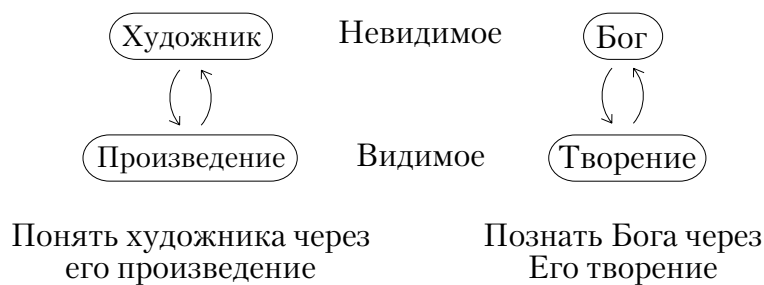 Художник Невидимое Бог
Произведение Видимое Творение
Понять художника через
его произведение
Познать Бога через
Его творение